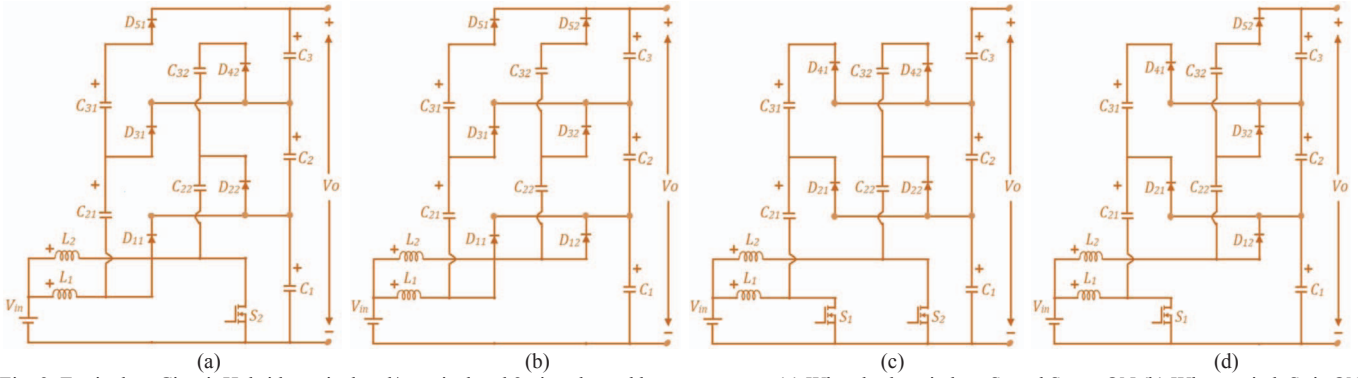 D51
C3
C32
D42
C31
D31
C2
Vo
C21
C22
D22
D11
L2
L1
C1
Vin
S2
(a)
D51
D52
C3
C32
C31
D31
D32
C2
Vo
C21
C22
D11
D12
L2
L1
C1
Vin
(b)
C3
D41
C32
D42
C31
C2
Vo
D21
C22
D22
C21
L2
L1
C1
Vin
S1
S2
(c)
D52
C3
D41
C32
C31
D32
C2
Vo
D21
C22
C21
D12
L2
L1
C1
Vin
S1
(d)